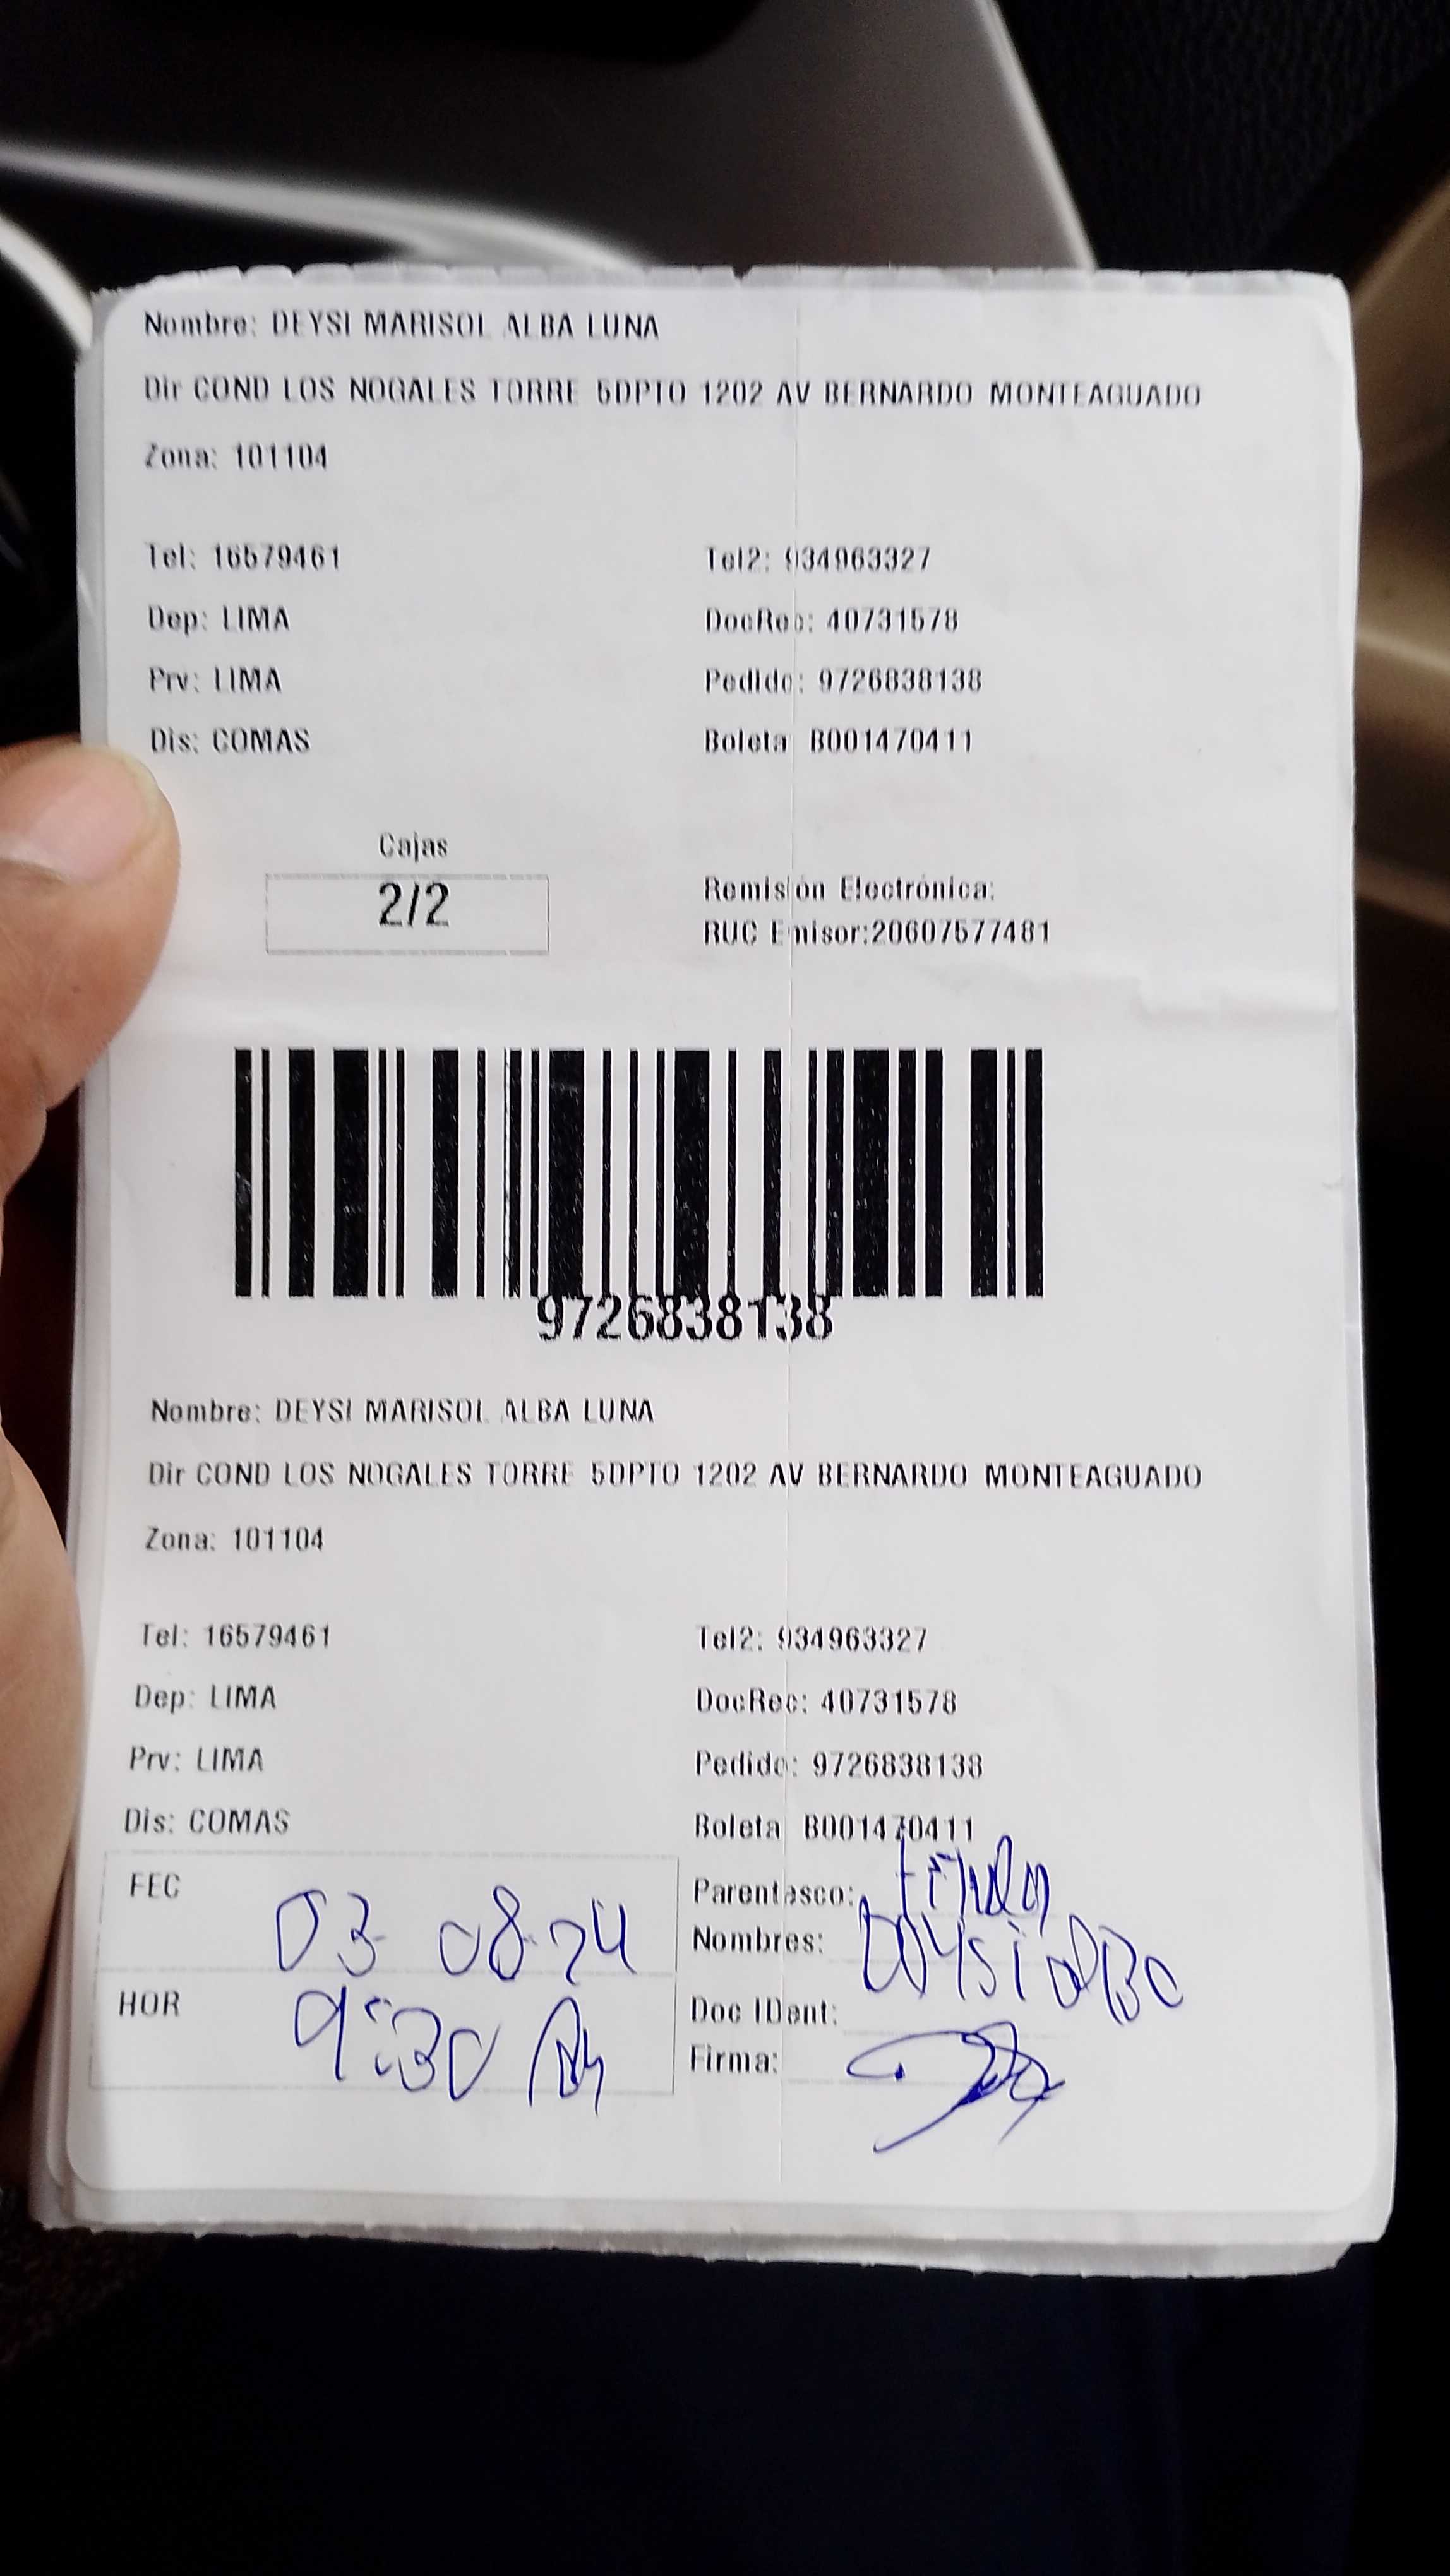 Nombre: DEYSI MARISOL ALBA LUNA
Dir COND LOS NOGALES TORRE 5DPTO 1202 AV BERNARDO MONTEAGUADO
Zona: 101104
Tel: 16579461 Tel2: 934963327
Dep: LIMA DocRec: 40731578
Prv: LIMA Pedido: 9726838138
Dis: COMAS Boleta B001470411
Cajas
2/2
Remisión Electrónica:
RUC Emisor:20607577481
9726838138
Nombre: DEYSI MARISOL ALBA LUNA
Dir COND LOS NOGALES TORRE 5DPTO 1202 AV BERNARDO MONTEAGUADO
Zona: 101104
Tel: 16579461 Tel2: 934963327
Dep: LIMA DocRec: 40731578
Prv: LIMA Pedido: 9726838138
Dis: COMAS Boleta B001470411
FEC 03-08-24 Parentesco:
Nombres:
HOR 9:30 Doc IDent:
Firma: